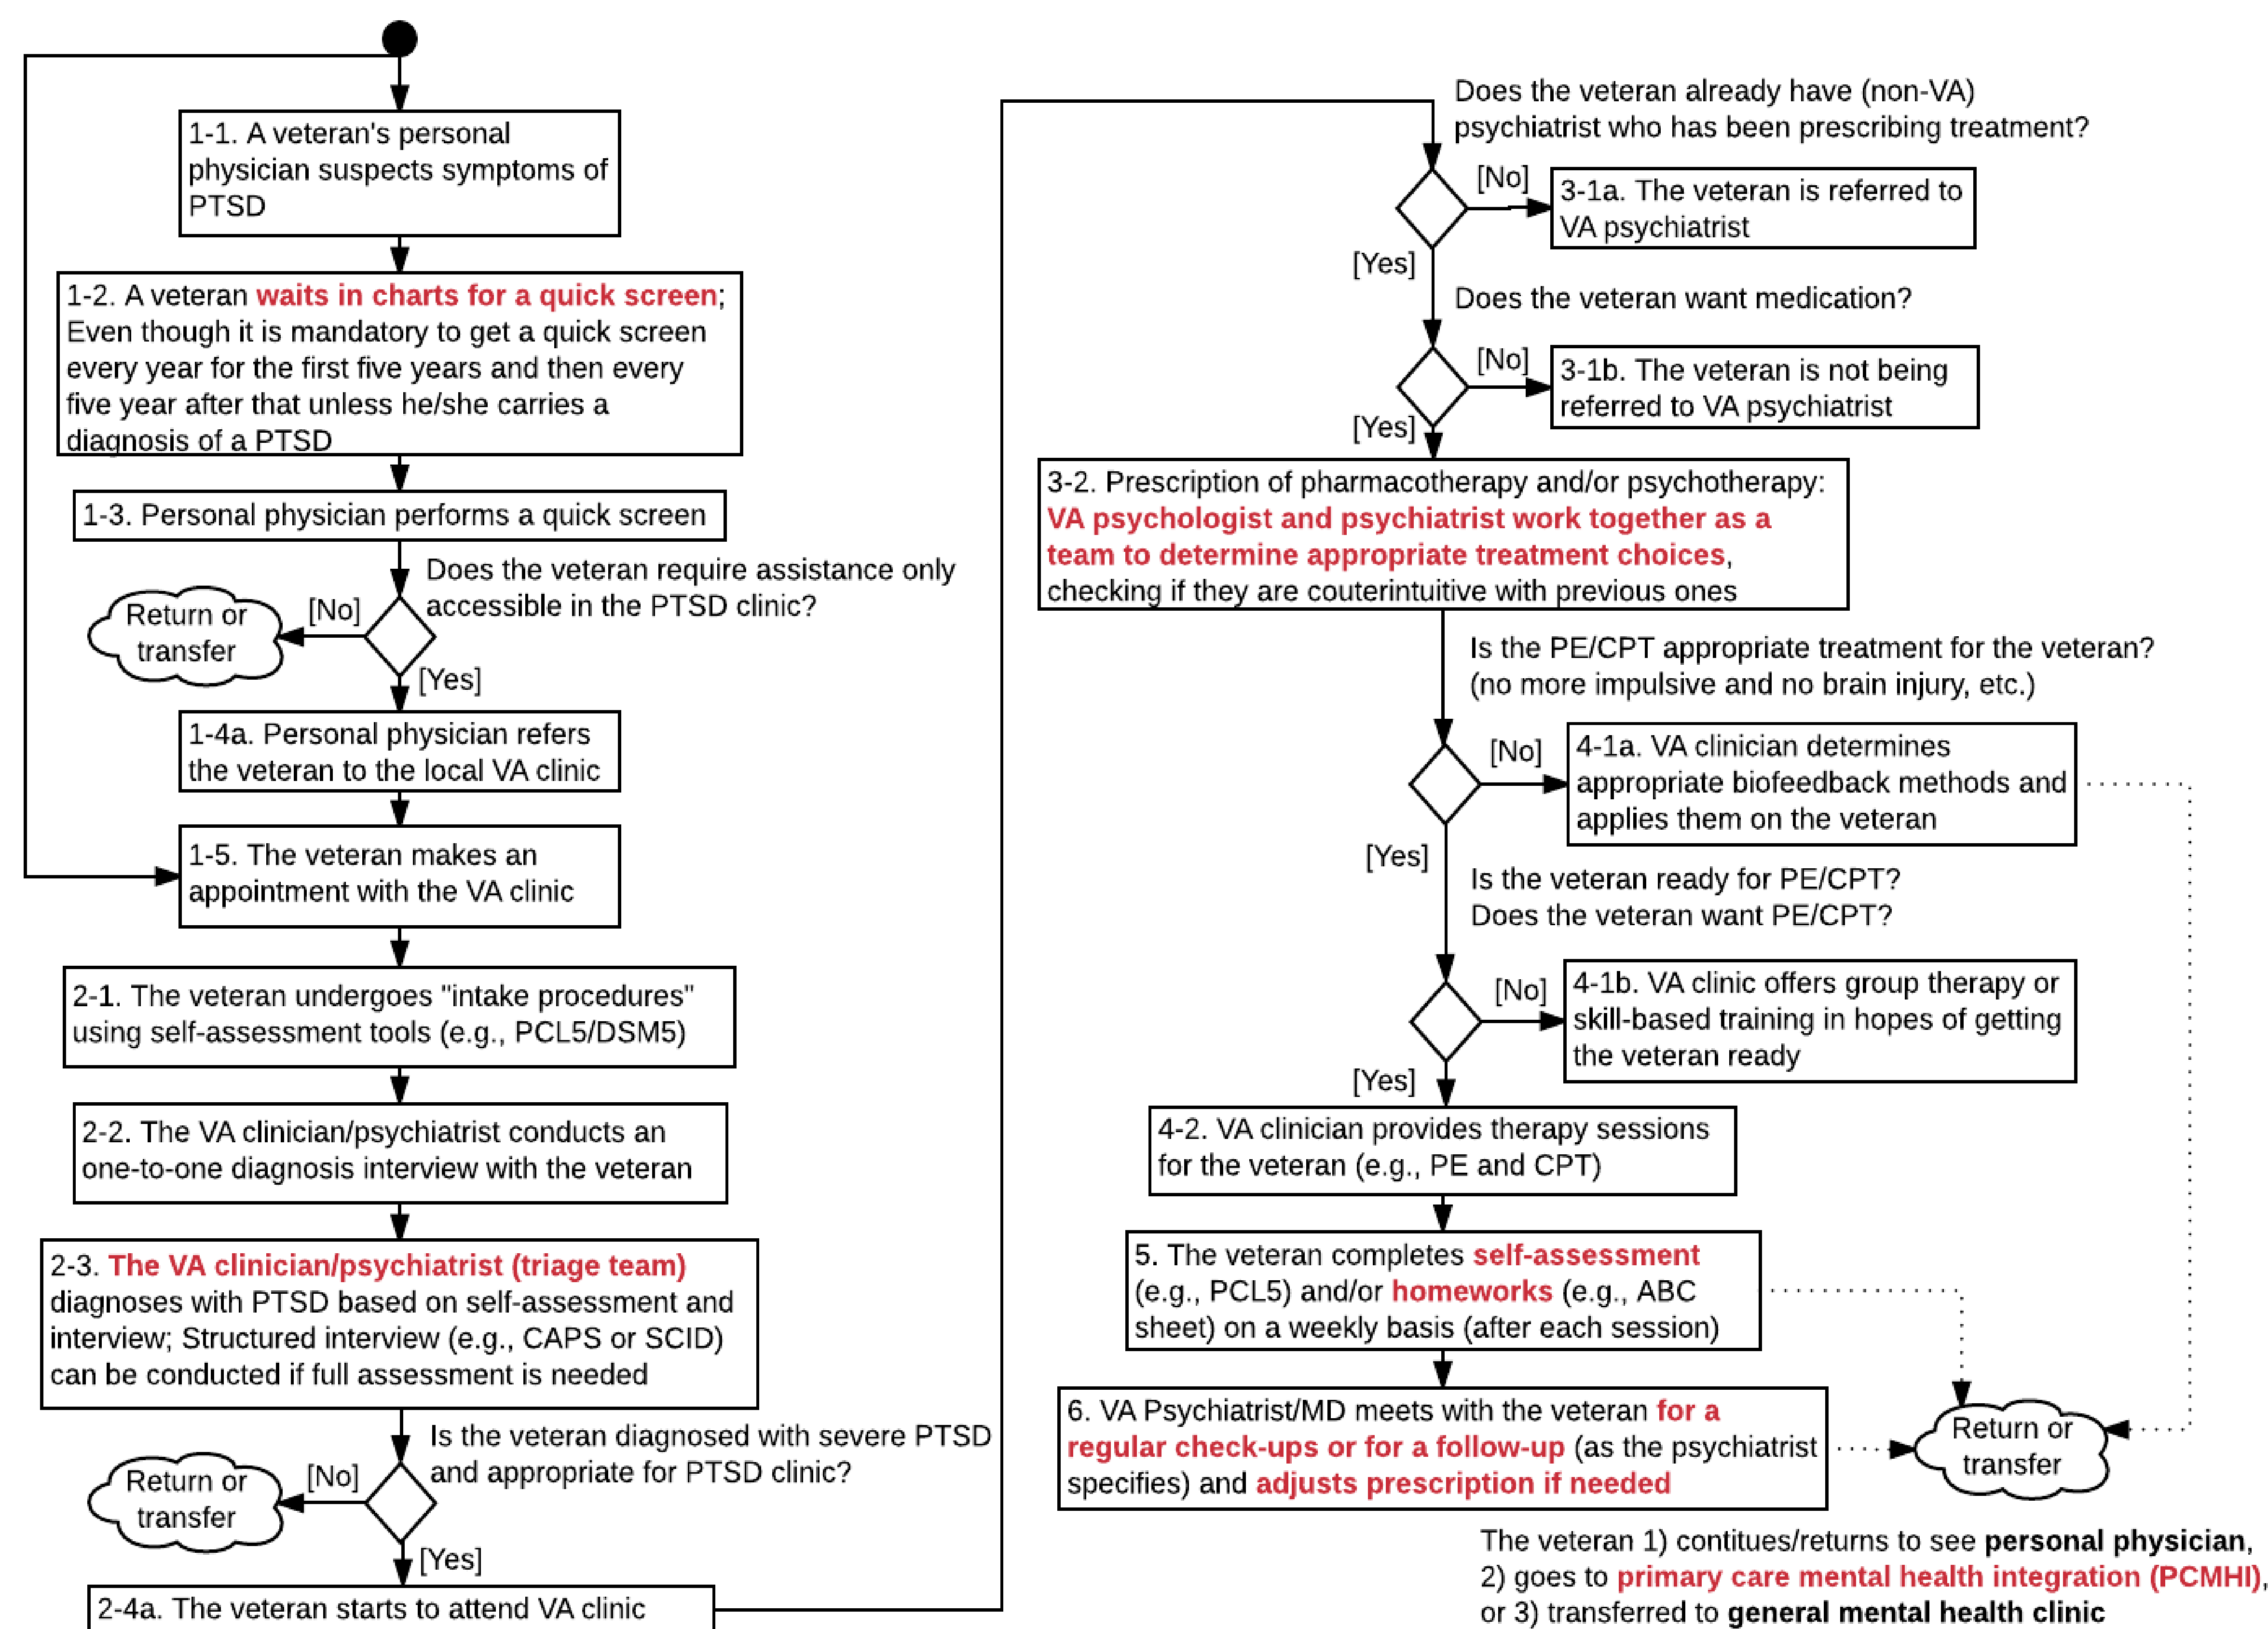 1-1. A veteran's personal
physician suspects symptoms of
PTSD
1-2. A veteran waits in charts for a quick screen;
Even though it is mandatory to get a quick screen
every year for the first five years and then every
five year after that unless he/she carries a
diagnosis of a PTSD
1-3. Personal physician performs a quick screen
Does the veteran require assistance only
accessible in the PTSD clinic?
[No]
Return or
transfer
[Yes]
1-4a. Personal physician refers
the veteran to the local VA clinic
1-5. The veteran makes an
appointment with the VA clinic
2-1. The veteran undergoes "intake procedures"
using self-assessment tools (e.g., PCL5/DSM5)
2-2. The VA clinician/psychiatrist conducts an
one-to-one diagnosis interview with the veteran
2-3. The VA clinician/psychiatrist (triage team)
diagnoses with PTSD based on self-assessment and
interview; Structured interview (e.g., CAPS or SCID)
can be conducted if full assessment is needed
Is the veteran diagnosed with severe PTSD
and appropriate for PTSD clinic?
[No]
Return or
transfer
[Yes]
2-4a. The veteran starts to attend VA clinic
Does the veteran already have (non-VA)
psychiatrist who has been prescribing treatment?
[No]
3-1a. The veteran is referred to
VA psychiatrist
[Yes]
Does the veteran want medication?
[No]
3-1b. The veteran is not being
referred to VA psychiatrist
[Yes]
3-2. Prescription of pharmacotherapy and/or psychotherapy:
VA psychologist and psychiatrist work together as a
team to determine appropriate treatment choices,
checking if they are couterintuitive with previous ones
Is the PE/CPT appropriate treatment for the veteran?
(no more impulsive and no brain injury, etc.)
[No]
4-1a. VA clinician determines
appropriate biofeedback methods and
applies them on the veteran
[Yes]
Is the veteran ready for PE/CPT?
Does the veteran want PE/CPT?
[No]
4-1b. VA clinic offers group therapy or
skill-based training in hopes of getting
the veteran ready
[Yes]
4-2. VA clinician provides therapy sessions
for the veteran (e.g., PE and CPT)
5. The veteran completes self-assessment
(e.g., PCL5) and/or homeworks (e.g., ABC
sheet) on a weekly basis (after each session)
6. VA Psychiatrist/MD meets with the veteran for a
regular check-ups or for a follow-up (as the psychiatrist
specifies) and adjusts prescription if needed
Return or
transfer
The veteran 1) contitues/returns to see personal physician,
2) goes to primary care mental health integration (PCMHI),
or 3) transferred to general mental health clinic